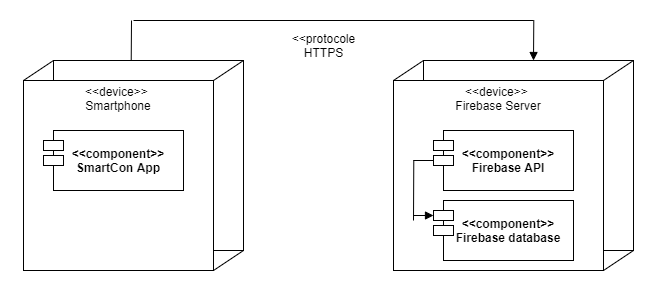 <<protocole
HTTPS
<<device>>
Smartphone
<<component>>
SmartCon App
<<device>>
Firebase Server
<<component>>
Firebase API
<<component>>
Firebase database